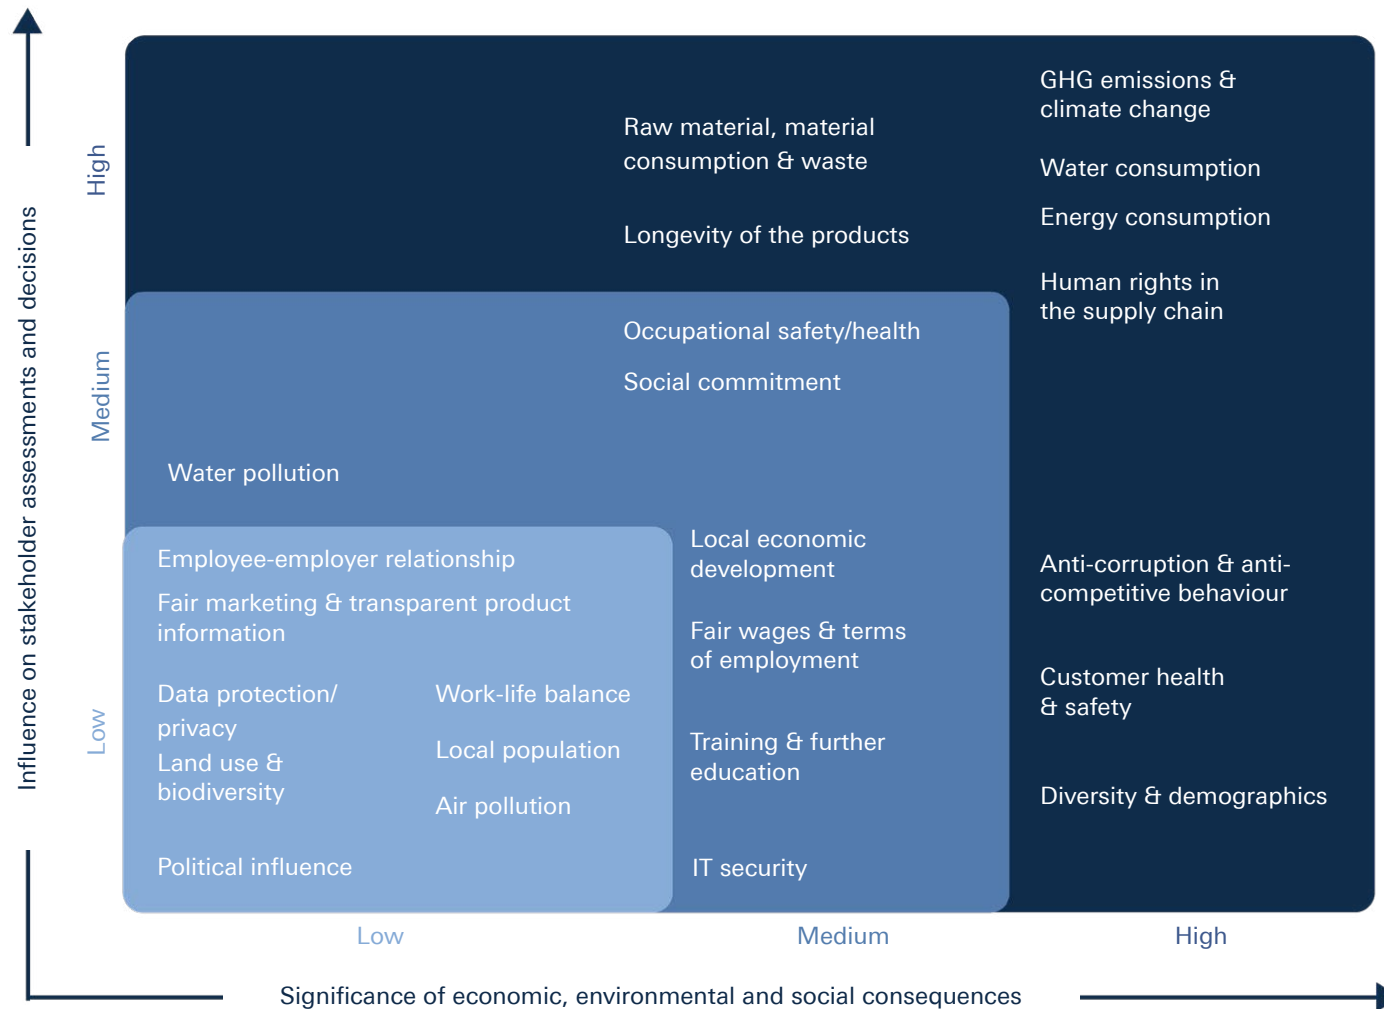 Influence on stakeholder assessments and decisions
High
Medium
Low
GHG emissions &
climate change
Raw material, material
consumption & waste
Water consumption
Energy consumption
Longevity of the products
Human rights in
the supply chain
Occupational safety/health
Social commitment
Water pollution
Employee-employer relationship
Fair marketing & transparent product
information
Data protection/
privacy
Land use &
biodiversity
Political influence
Work-life balance
Local population
Air pollution
Local economic
development
Fair wages & terms
of employment
Training & further
education
IT security
Anti-corruption & anti-
competitive behaviour
Customer health
& safety
Diversity & demographics
Low
Medium
High
Significance of economic, environmental and social consequences